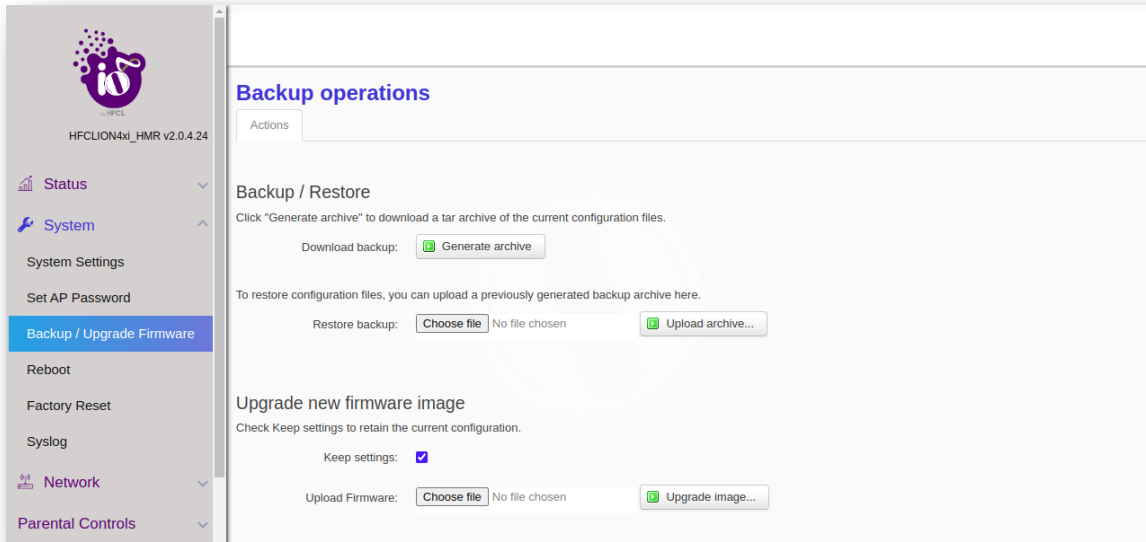 io
by HFCL
HFCLION4xi_HMR v2.0.4.24
Status
System
System Settings
Set AP Password
Backup / Upgrade Firmware
Reboot
Factory Reset
Syslog
Network
Parental Controls
Backup operations
Actions
Backup / Restore
Click "Generate archive" to download a tar archive of the current configuration files.
Download backup: Generate archive
To restore configuration files, you can upload a previously generated backup archive here.
Restore backup: Choose file No file chosen Upload archive...
Upgrade new firmware image
Check Keep settings to retain the current configuration.
Keep settings:
Upload Firmware: Choose file No file chosen Upgrade image...